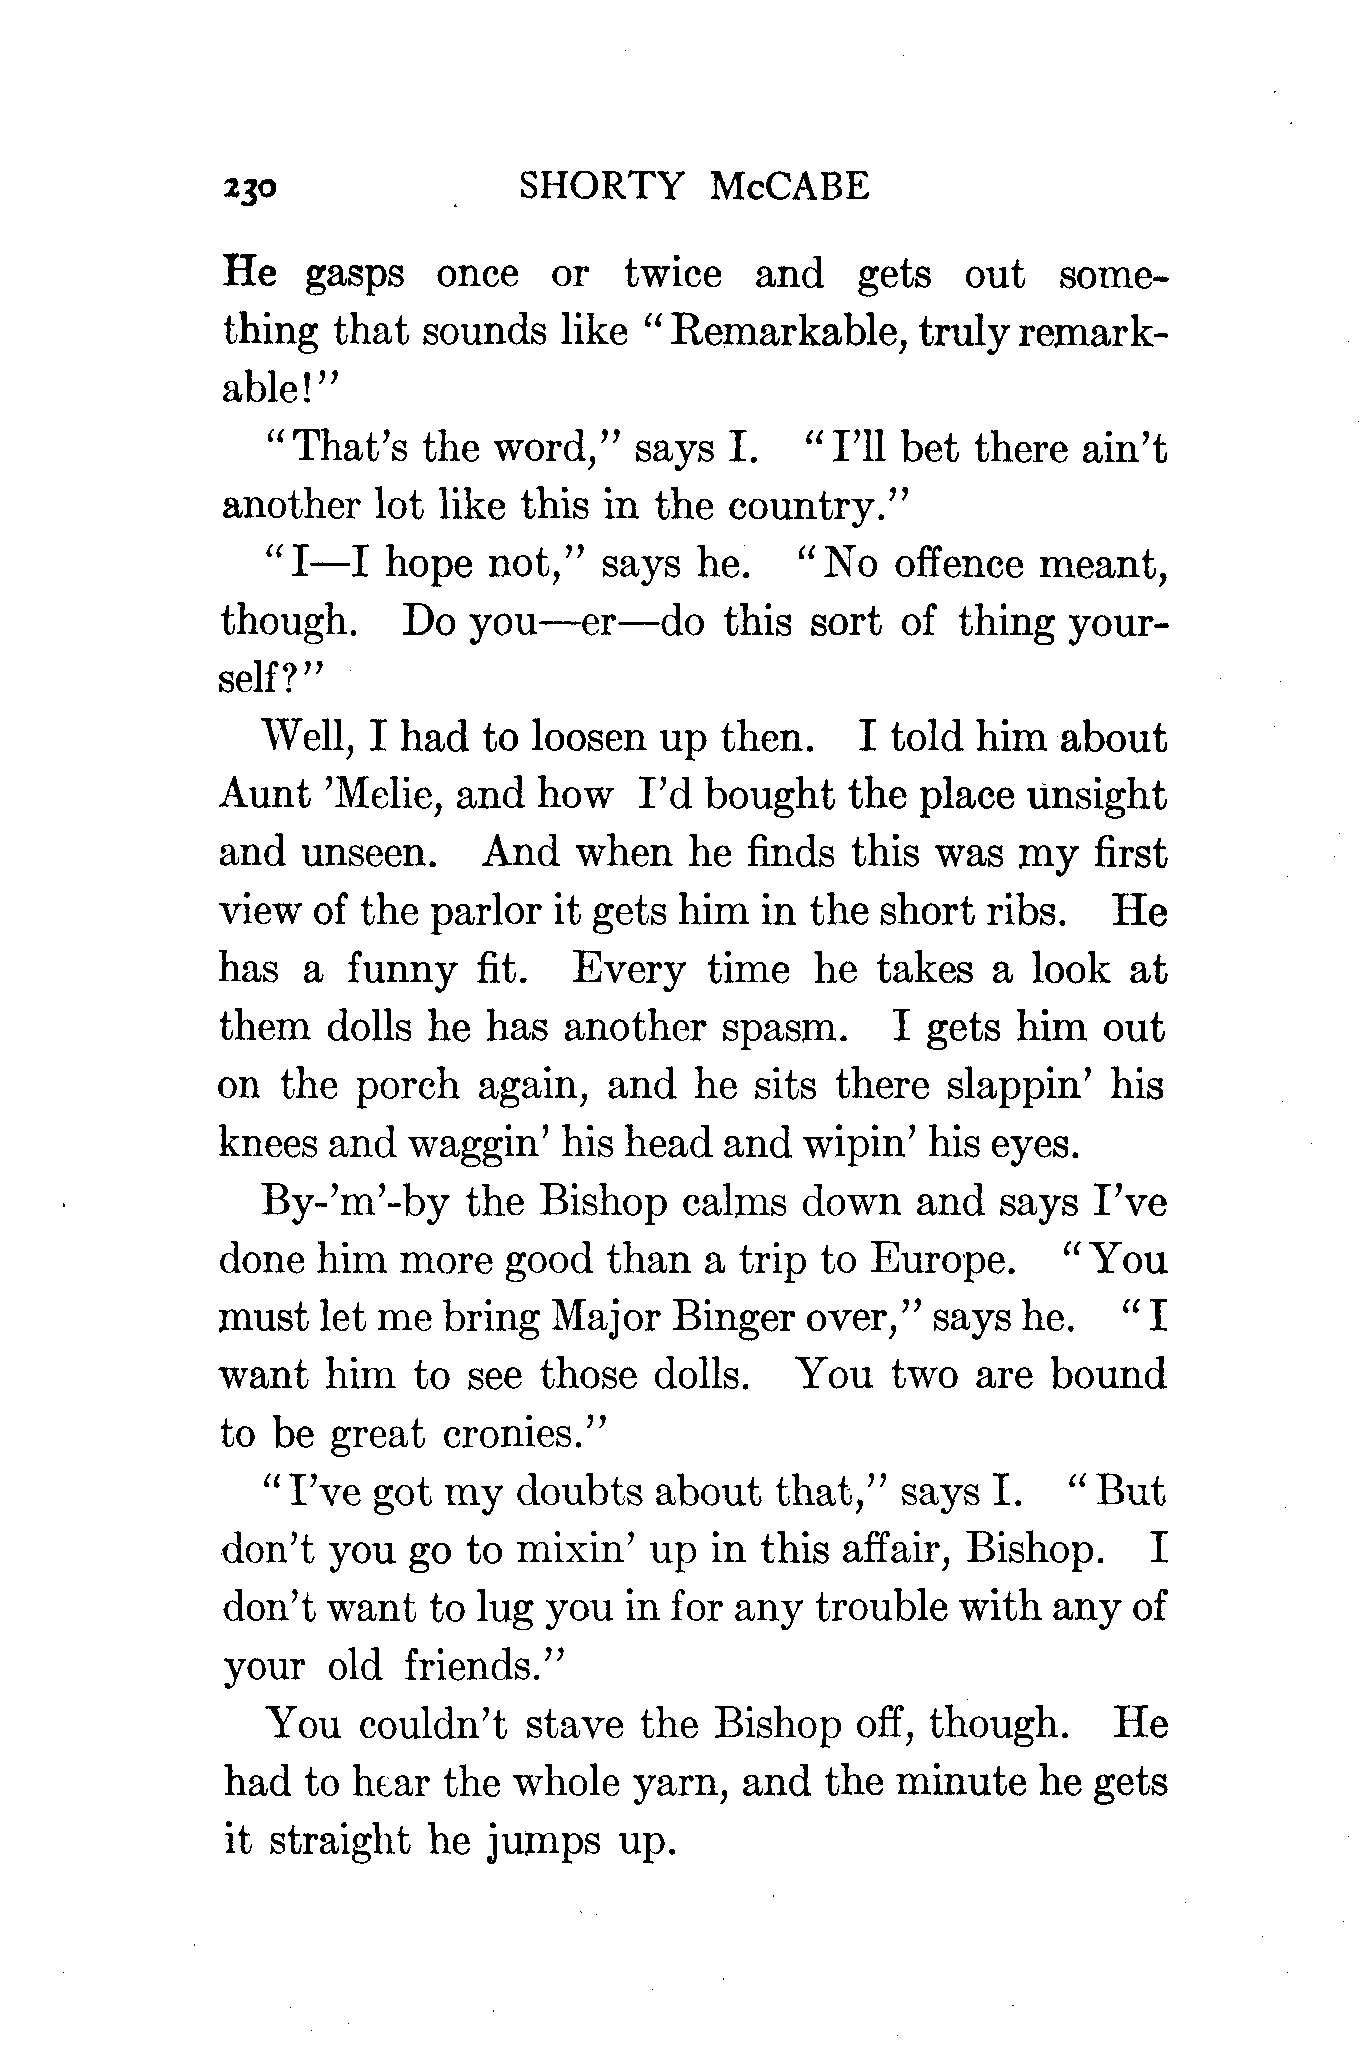 230 SHORTY McCABE
He gasps once or twice and gets out some-
thing that sounds like "Remarkable, truly remark-
able!"
"That's the word," says I. "I'll bet there ain't
another lot like this in the country."
"I—I hope not," says he. "No offence meant,
though. Do you—er—do this sort of thing your-
self?"
Well, I had to loosen up then. I told him about
Aunt 'Melie, and how I'd bought the place unsight
and unseen. And when he finds this was my first
view of the parlor it gets him in the short ribs. He
has a funny fit. Every time he takes a look at
them dolls he has another spasm. I gets him out
on the porch again, and he sits there slappin' his
knees and waggin' his head and wipin' his eyes.
By-'m'-by the Bishop calms down and says I've
done him more good than a trip to Europe. "You
must let me bring Major Binger over," says he. "I
want him to see those dolls. You two are bound
to be great cronies."
"I've got my doubts about that," says I. "But
don't you go to mixin' up in this affair, Bishop. I
don't want to lug you in for any trouble with any of
your old friends."
You couldn't stave the Bishop off, though. He
had to hear the whole yarn, and the minute he gets
it straight he jumps up.